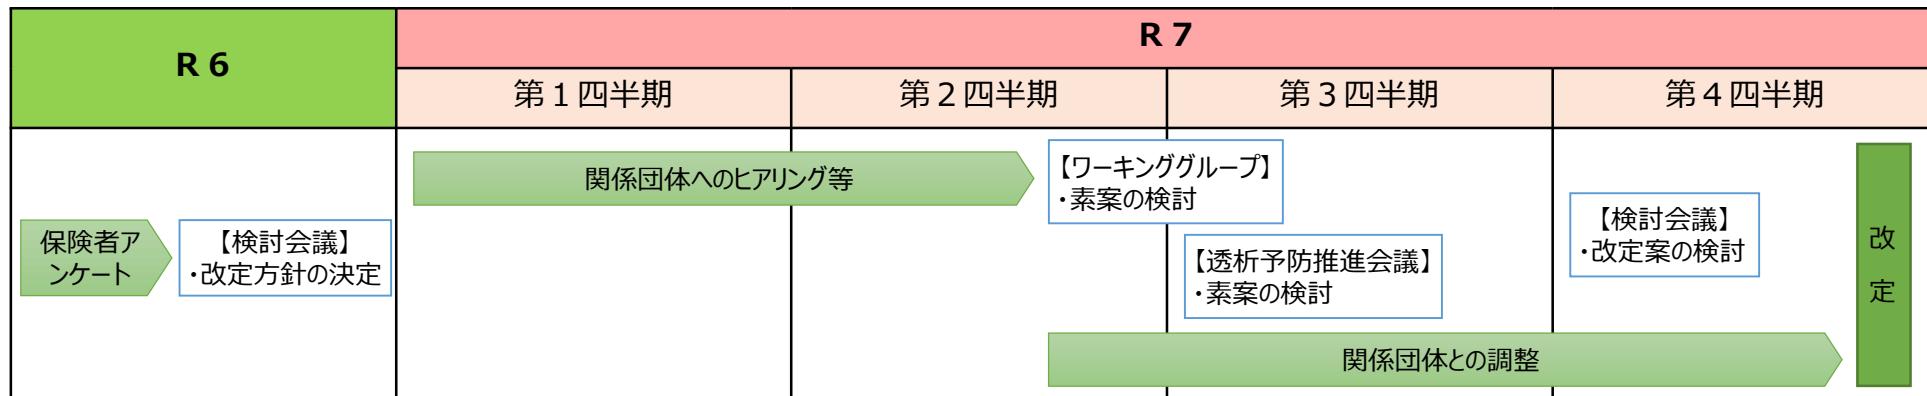 R 6
R 7
第１四半期
第２四半期
第３四半期
第４四半期
保険者ア
ンケート
【検討会議】
・改定方針の決定
関係団体へのヒアリング等
【ワーキンググループ】
・素案の検討
【透析予防推進会議】
・素案の検討
【検討会議】
・改定案の検討
関係団体との調整
改
定